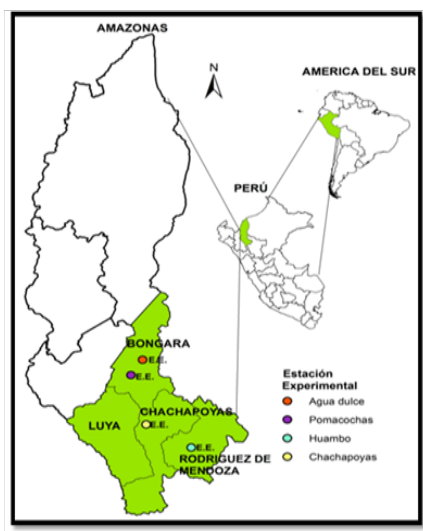 AMAZONAS
N
AMERICA DEL SUR
PERÚ
BONGARA
E.E.
E.E.
CHACHAPOYAS
E.E.
LUYA
E.E.
RODRIGUEZ DE
MENDOZA
Estación
Experimental
Agua dulce
Pomacochas
Huambo
Chachapoyas